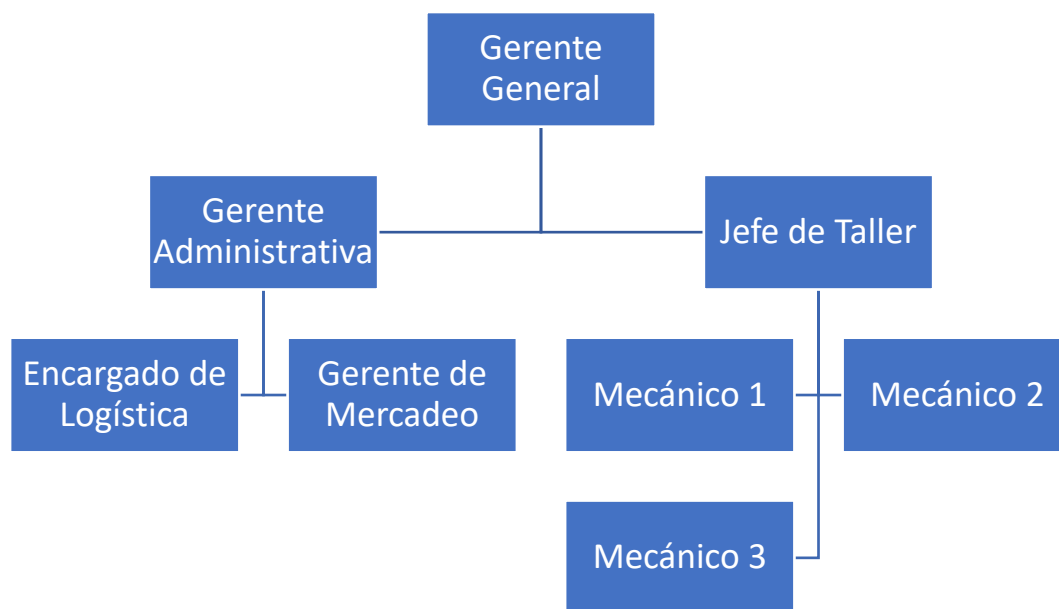 Gerente
General
Gerente
Administrativa
Jefe de Taller
Encargado de
Logística
Gerente de
Mercadeo
Mecánico 1
Mecánico 2
Mecánico 3